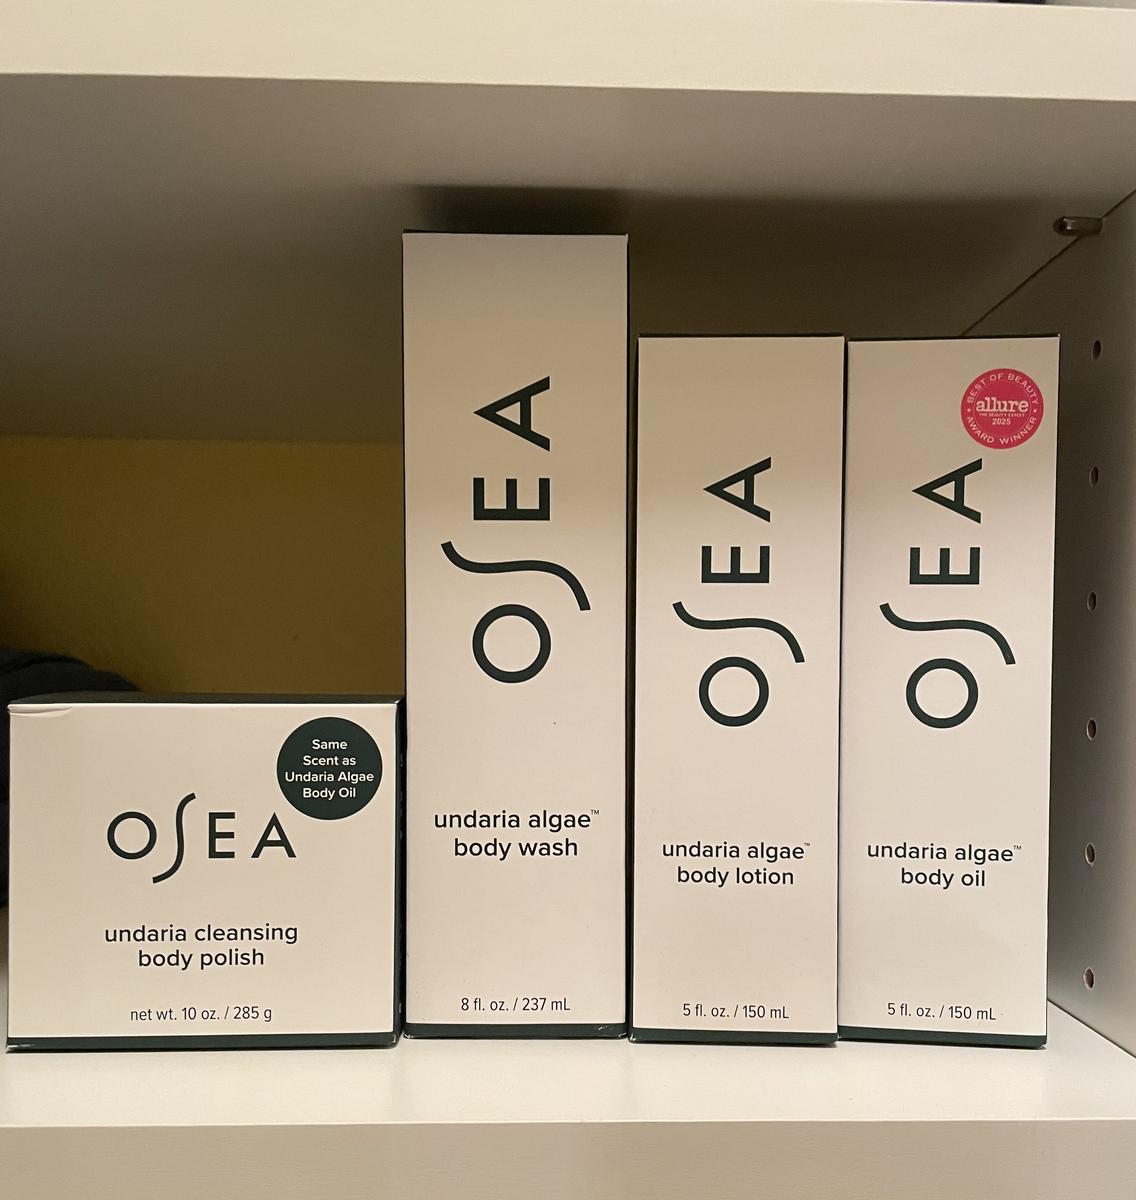 Same
Scent as
Undaria Algae
Body Oil
OSEA
undaria cleansing
body polish
net wt. 10 oz. / 285 g
OSEA
undaria algae™
body wash
8 fl. oz. / 237 mL
OSEA
undaria algae™
body lotion
5 fl. oz. / 150 mL
BEST OF BEAUTY
allure
THE BEAUTY EXPERT
2025
AWARD WINNER
OSEA
undaria algae™
body oil
5 fl. oz. / 150 mL